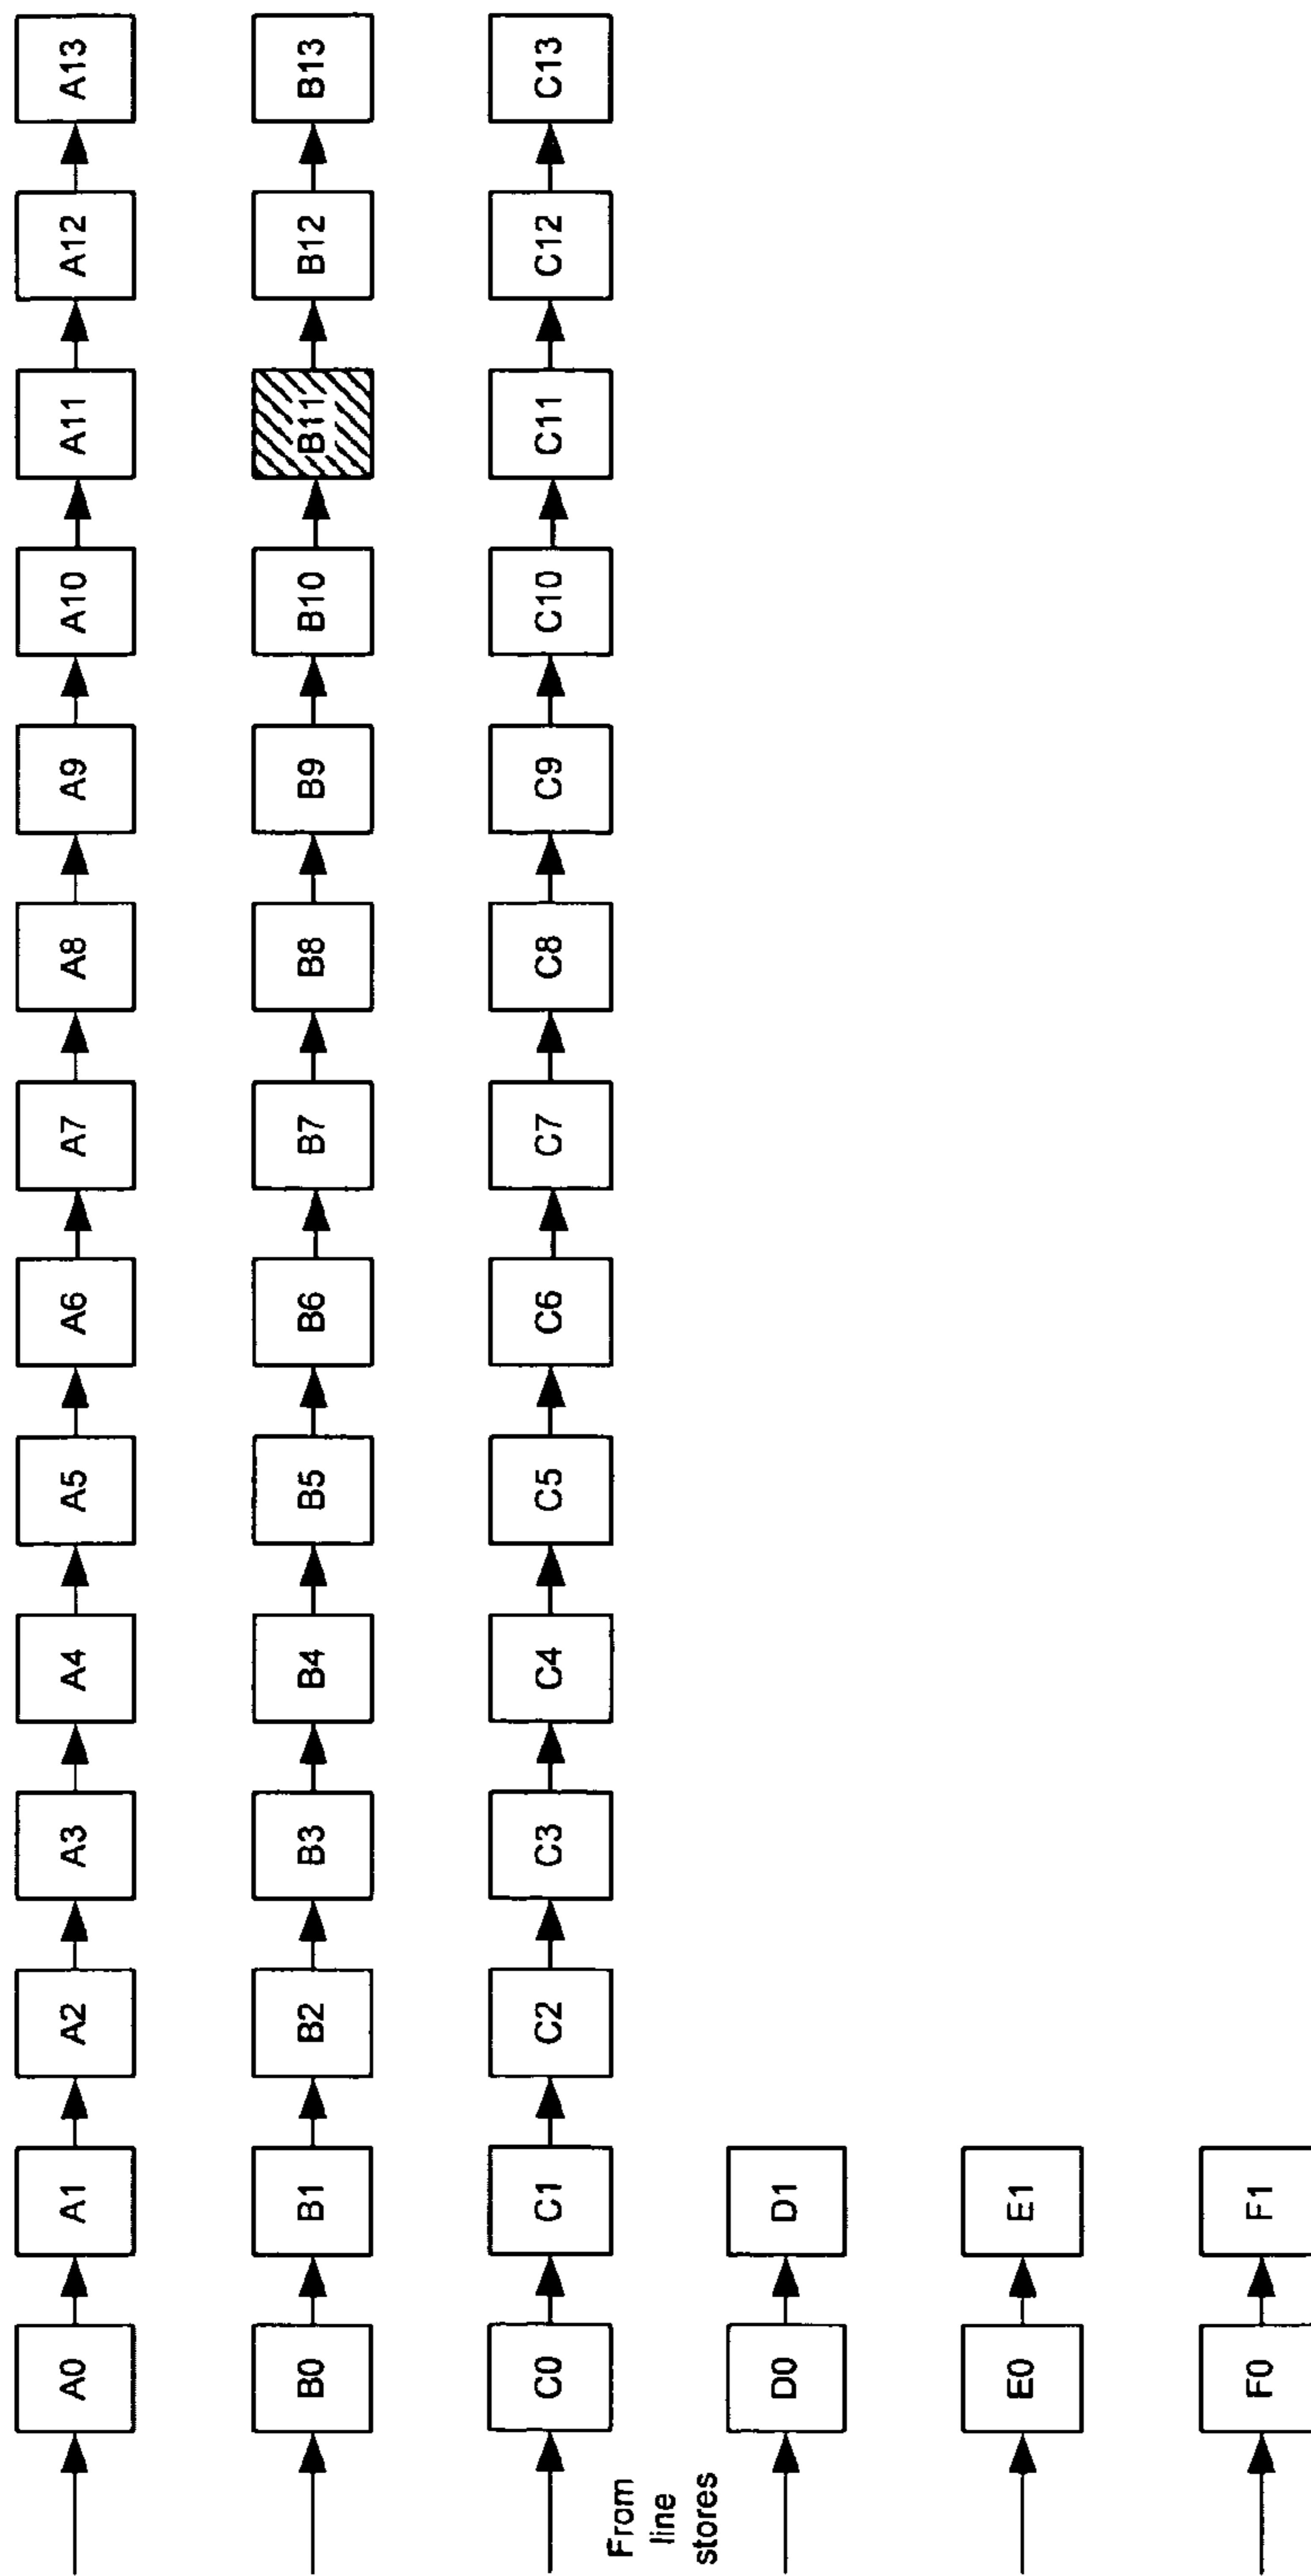 A0 A1 A2 A3 A4 A5 A6 A7 A8 A9 A10 A11 A12 A13
B0 B1 B2 B3 B4 B5 B6 B7 B8 B9 B10 B11 B12 B13
C0 C1 C2 C3 C4 C5 C6 C7 C8 C9 C10 C11 C12 C13
From
line
stores
D0 D1
E0 E1
F0 F1